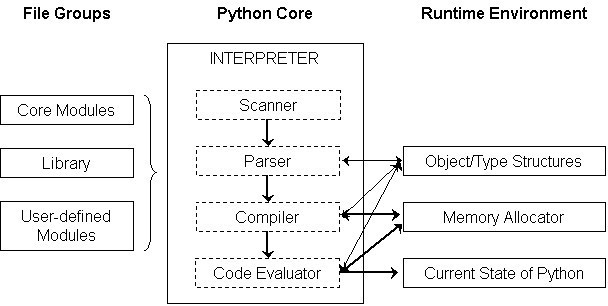 File Groups
Python Core
Runtime Environment
INTERPRETER
Core Modules
Library
User-defined
Modules
Scanner
Parser
Compiler
Code Evaluator
Object/Type Structures
Memory Allocator
Current State of Python